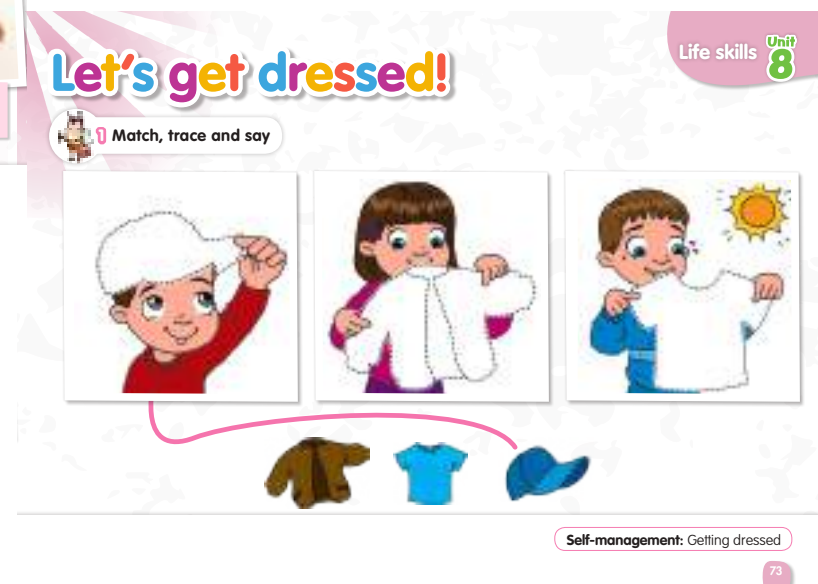 Life skills
Unit
8
Let's get dressed!
1 Match, trace and say
Self-management: Getting dressed
73